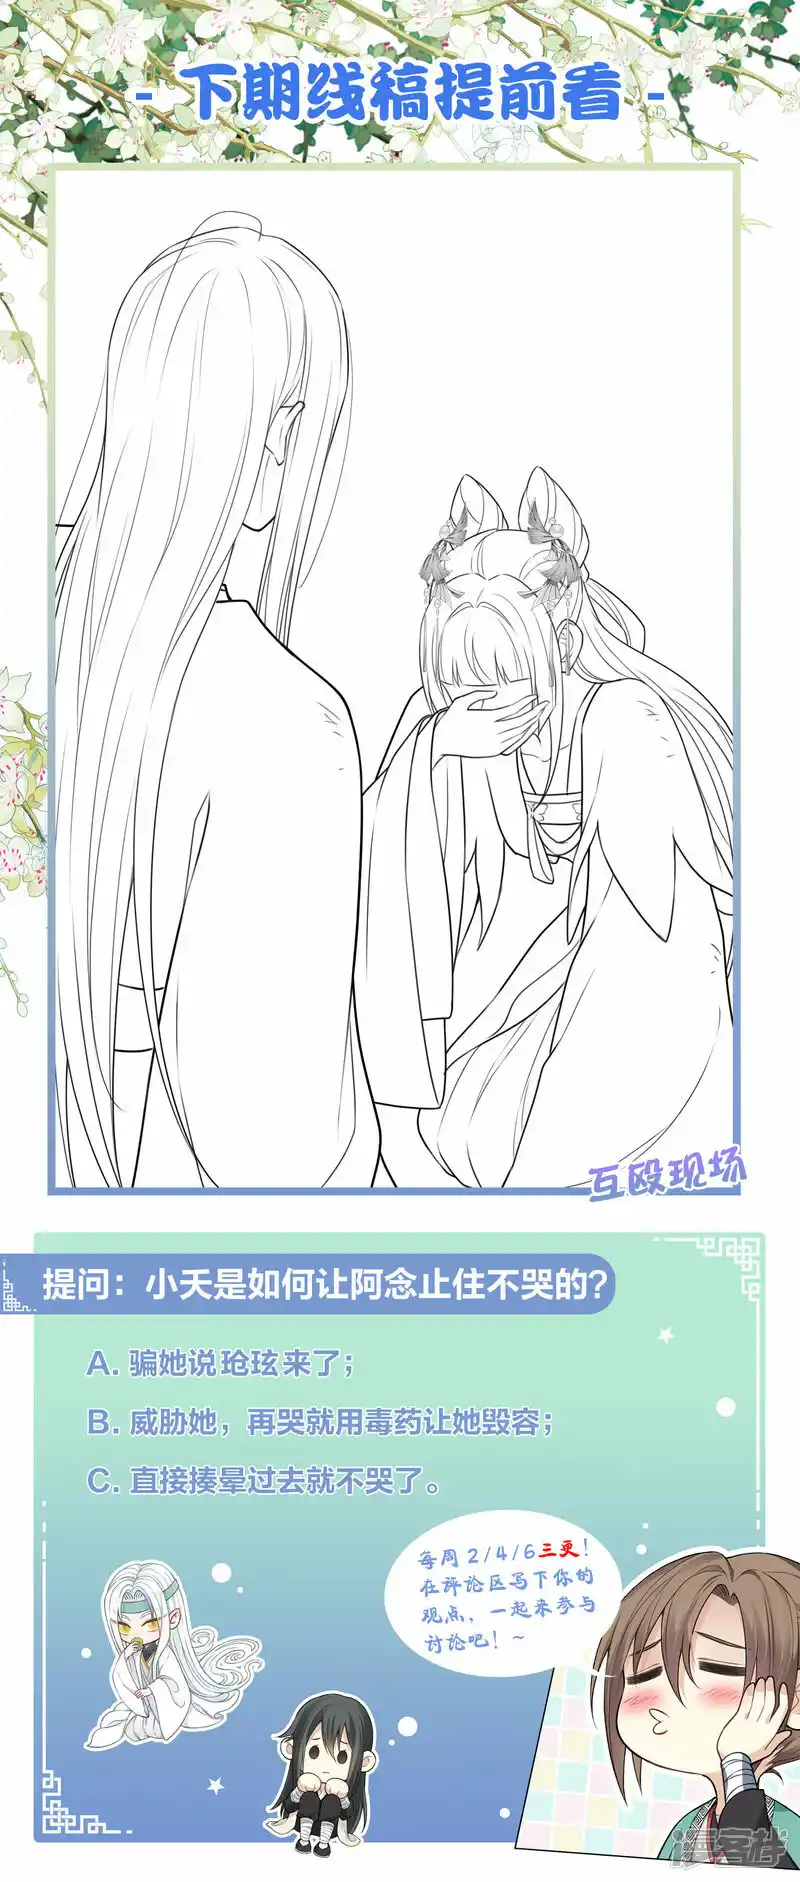 - 下期线稿提前看 -
互殴现场
提问：小夭是如何让阿念止住不哭的？
A. 骗她说玱玹来了；
B. 威胁她，再哭就用毒药让她毁容；
C. 直接揍晕过去就不哭了。
每周 2/4/6三更！
在评论区写下你的
观点，一起来参与
讨论吧！~
漫客栈